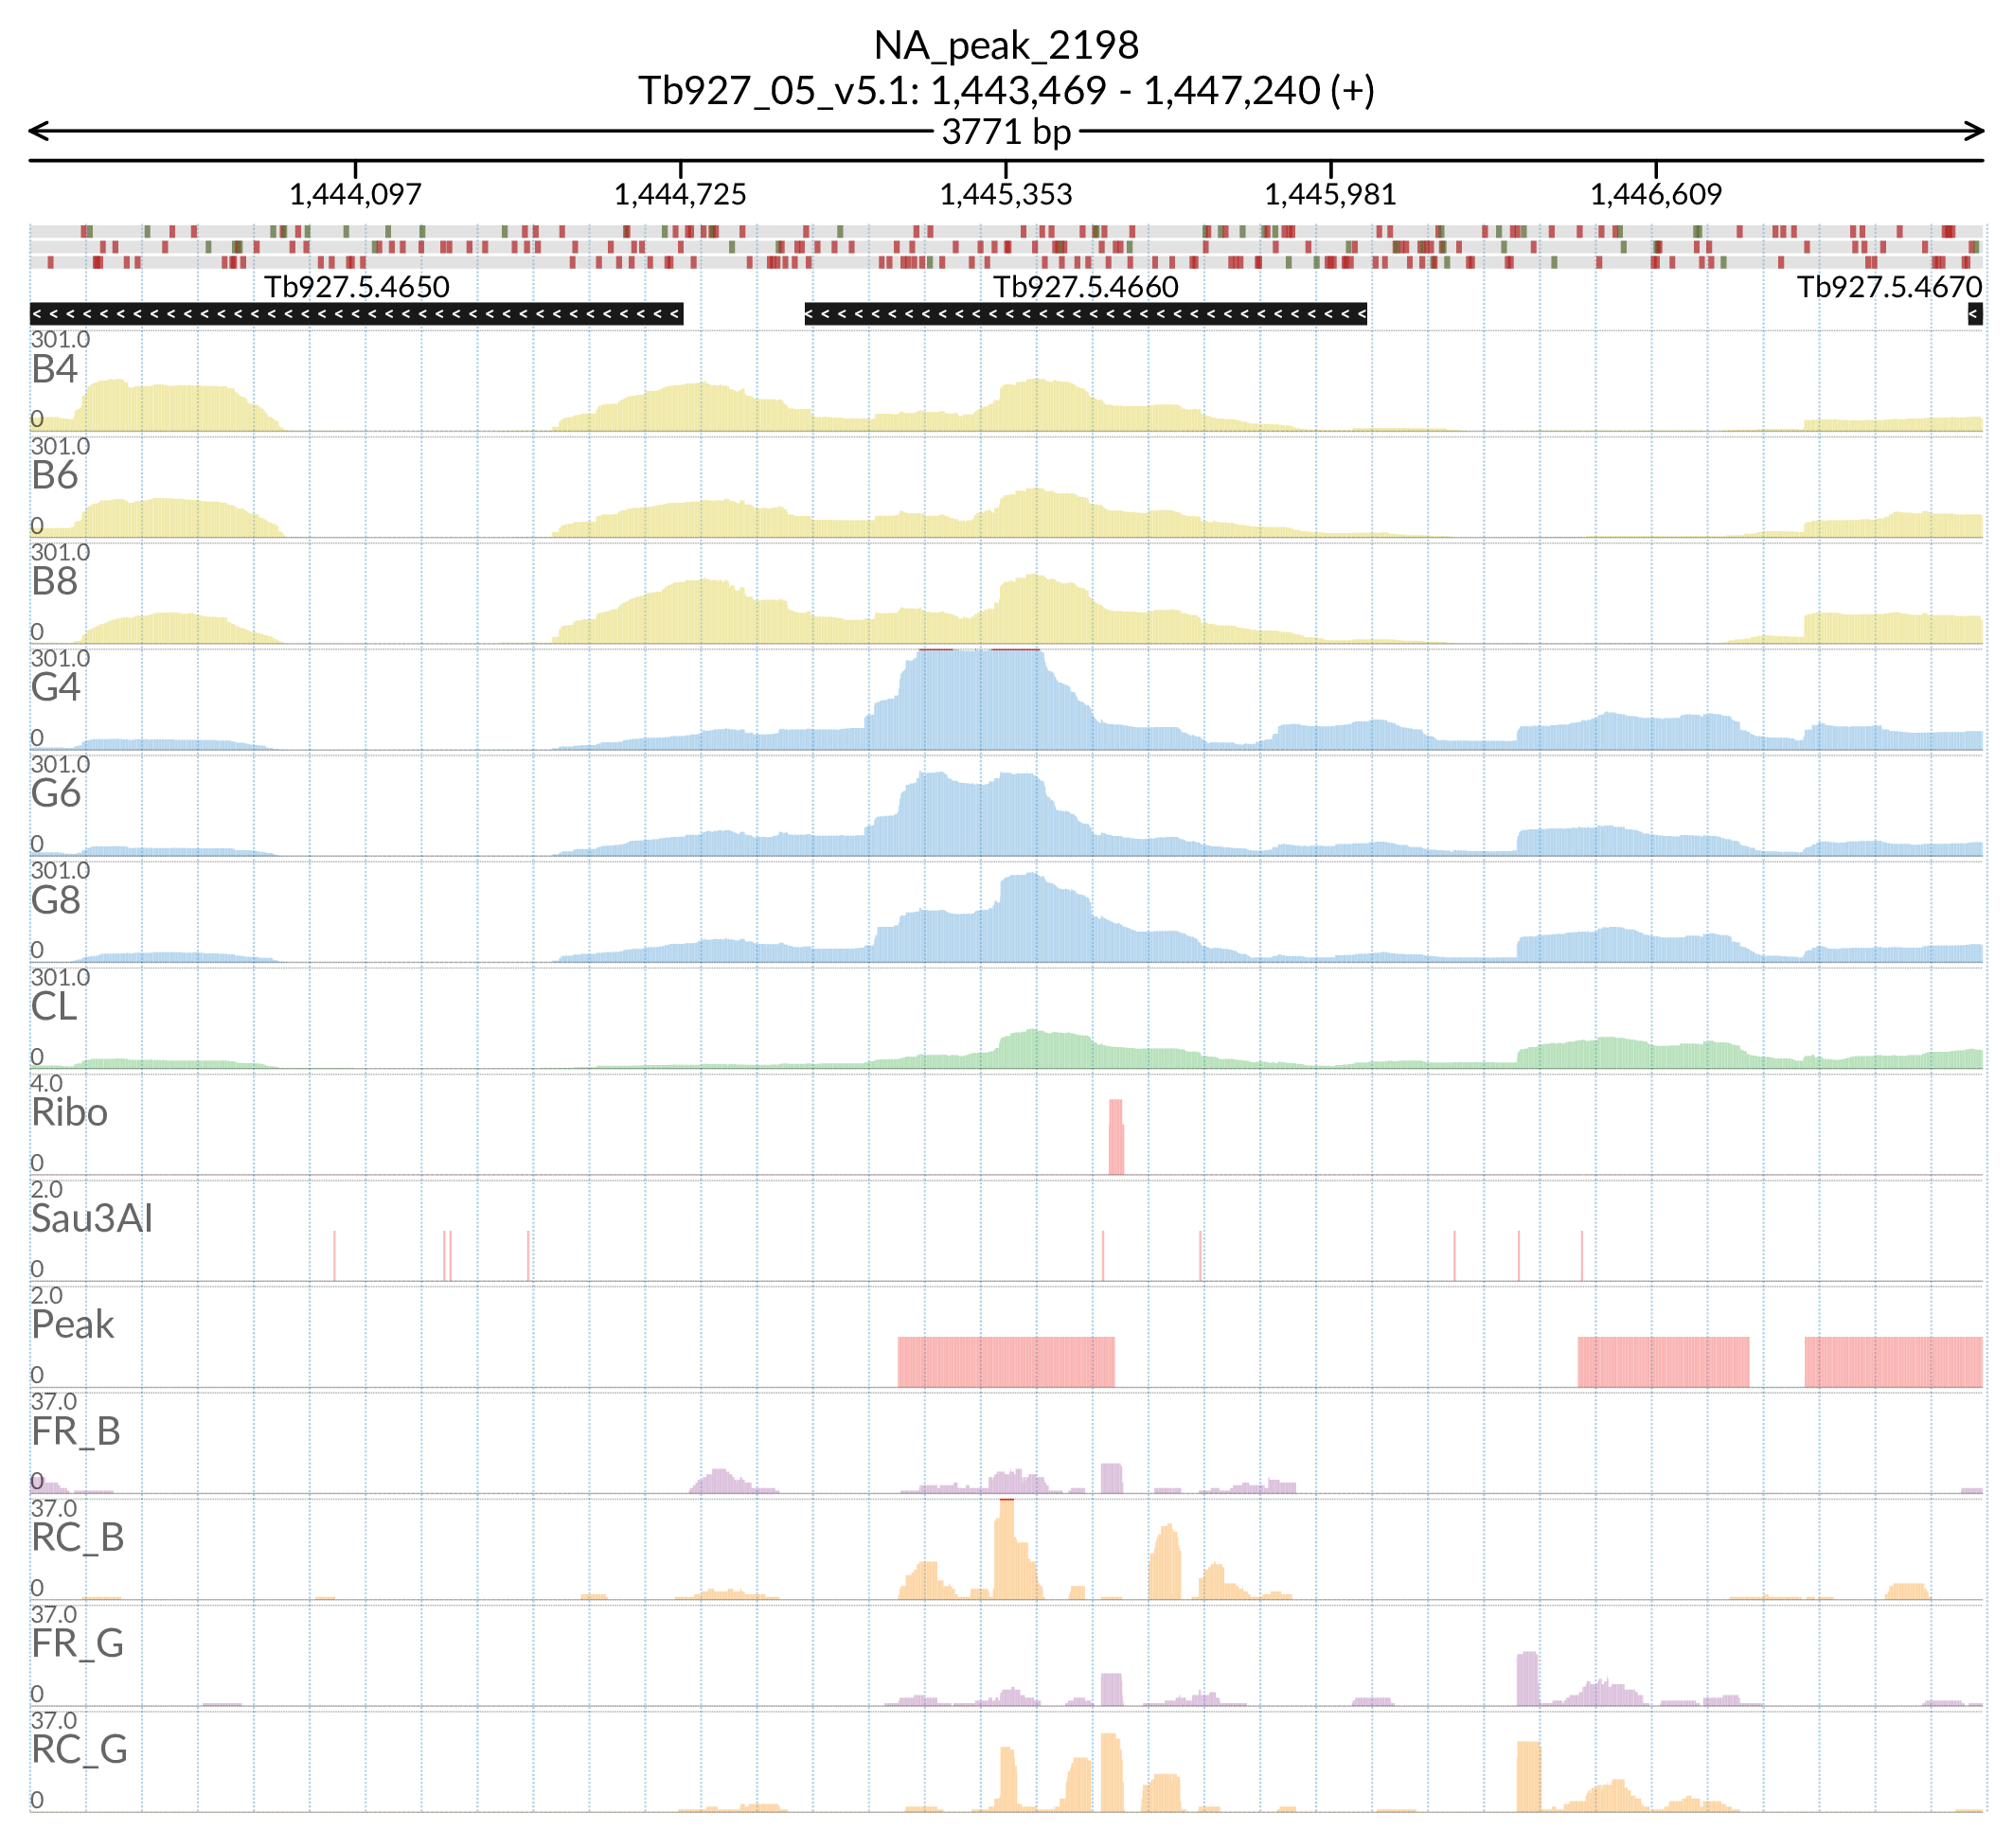 NA_peak_2198
Tb927_05_v5.1: 1,443,469 - 1,447,240 (+)
3771 bp
1,444,097 1,444,725 1,445,353 1,445,981 1,446,609
Tb927.5.4650 Tb927.5.4660 Tb927.5.4670
301.0
B4
0
301.0
B6
0
301.0
B8
0
301.0
G4
0
301.0
G6
0
301.0
G8
0
301.0
CL
0
4.0
Ribo
0
2.0
Sau3AI
0
2.0
Peak
0
37.0
FR_B
0
37.0
RC_B
0
37.0
FR_G
0
37.0
RC_G
0